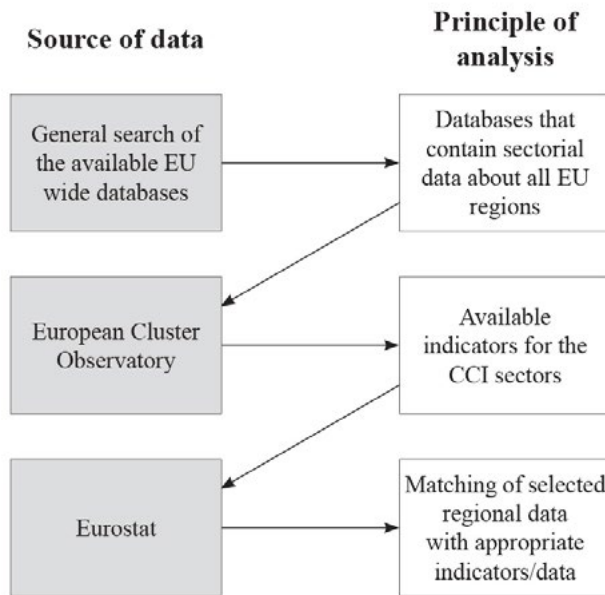 Source of data
Principle of
analysis
General search of
the available EU
wide databases
Databases that
contain sectorial
data about all EU
regions
European Cluster
Observatory
Available
indicators for the
CCI sectors
Eurostat
Matching of selected
regional data
with appropriate
indicators/data